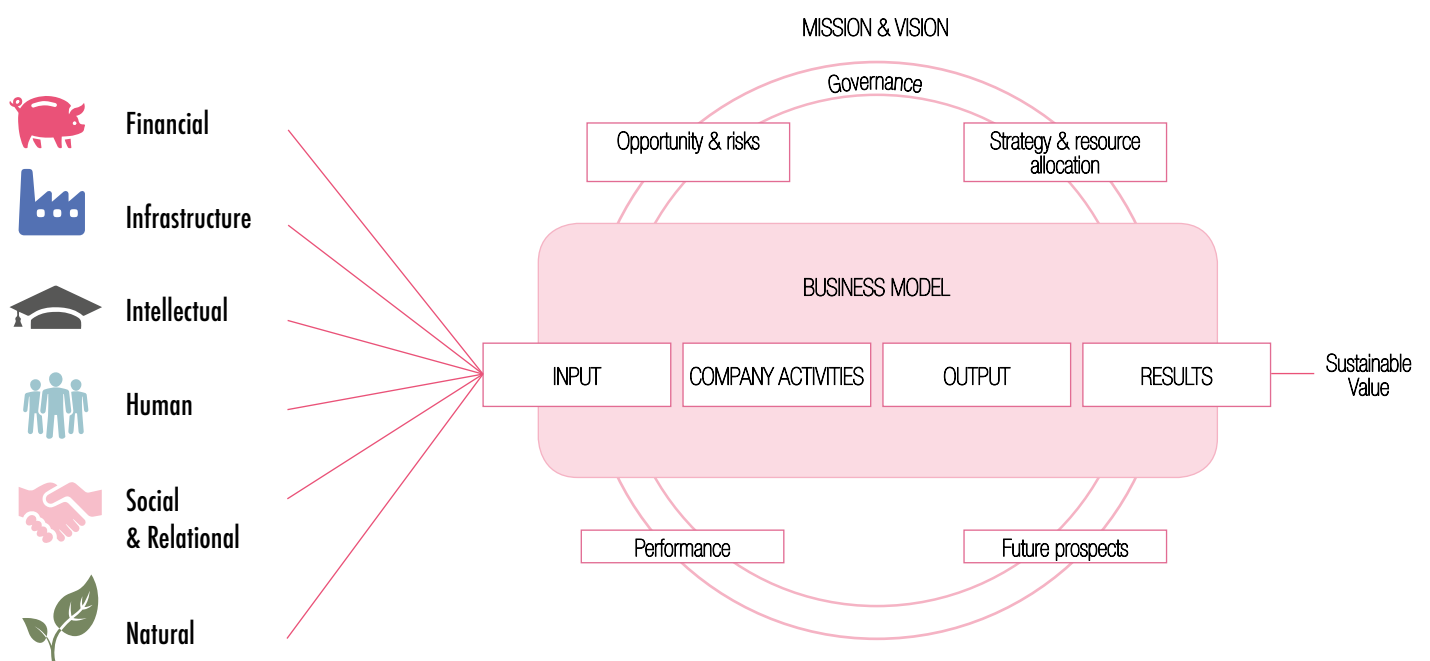 MISSION & VISION
Governance
Opportunity & risks
Strategy & resource
allocation
Financial
Infrastructure
Intellectual
Human
Social
& Relational
Natural
BUSINESS MODEL
INPUT
COMPANY ACTIVITIES
OUTPUT
RESULTS
Sustainable
Value
Performance
Future prospects